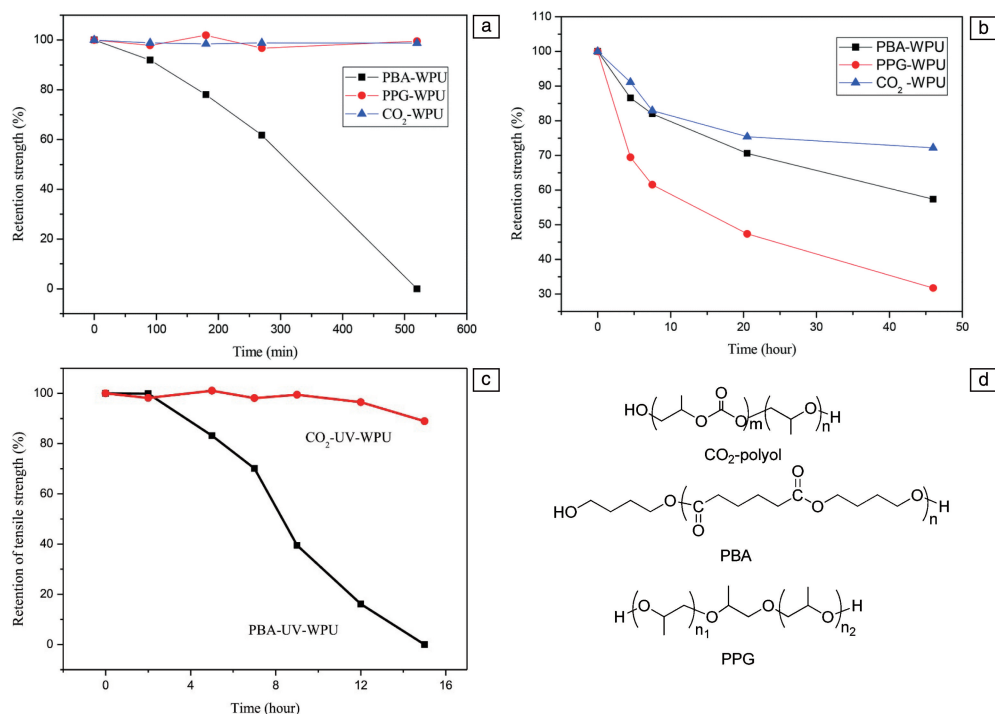 a
100
80
60
40
20
0
Retention strength (%)
PBA-WPU
PPG-WPU
CO₂-WPU
0 100 200 300 400 500 600
Time (min)
b
110
100
90
80
70
60
50
40
30
Retention strength (%)
PBA-WPU
PPG-WPU
CO₂-WPU
0 10 20 30 40 50
Time (hour)
c
100
80
60
40
20
0
Retention of tensile strength (%)
CO₂-UV-WPU
PBA-UV-WPU
0 4 8 12 16
Time (hour)
d
O
HO O O m O H n
CO₂-polyol
O
HO O C C O O H n
O
PBA
H O n₁ O O O H n₂
PPG